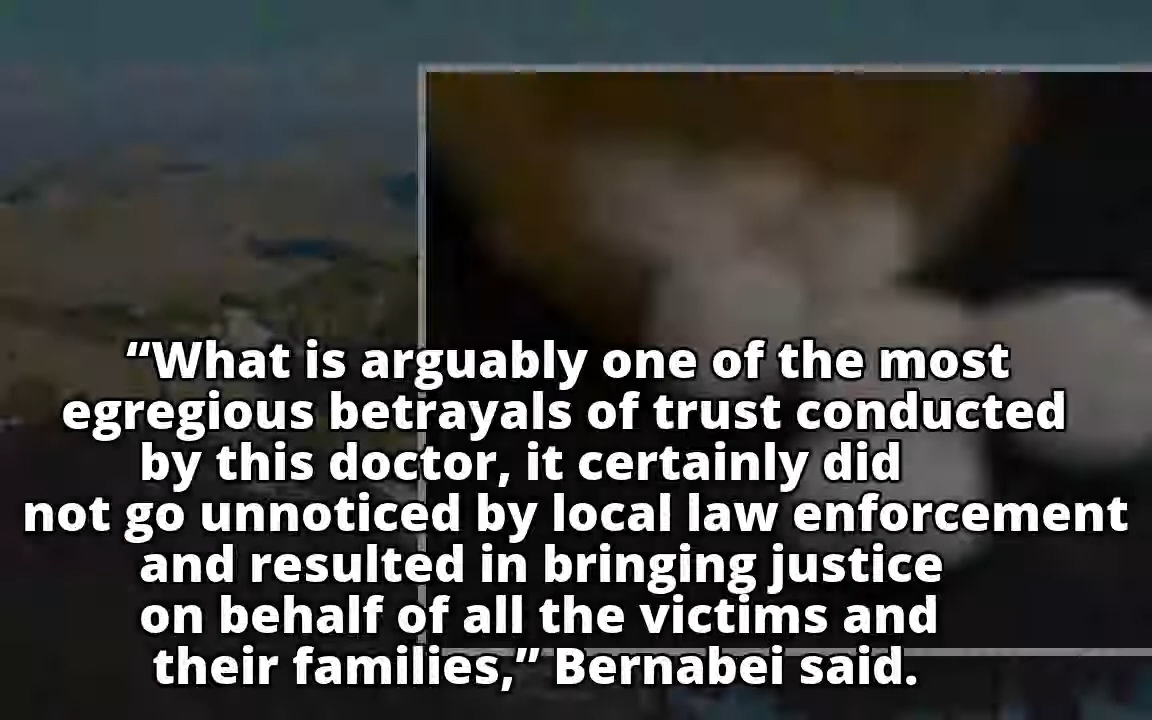 “What is arguably one of the most
egregious betrayals of trust conducted
by this doctor, it certainly did
not go unnoticed by local law enforcement
and resulted in bringing justice
on behalf of all the victims and
their families,” Bernabei said.